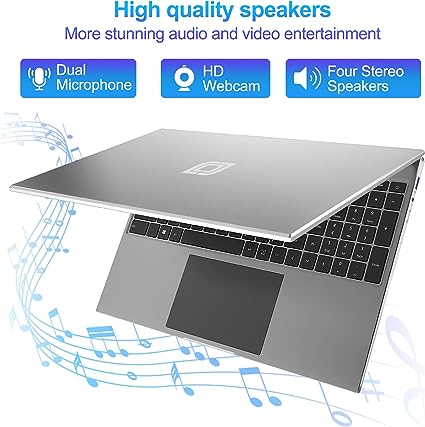 High quality speakers
More stunning audio and video entertainment
Dual
Microphone
HD
Webcam
Four Stereo
Speakers